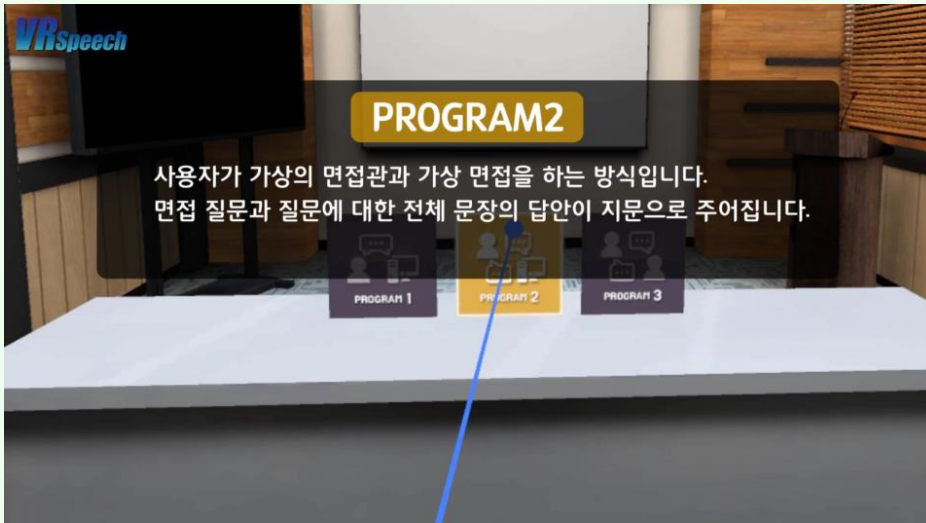 VRSpeech
PROGRAM2
사용자가 가상의 면접관과 가상 면접을 하는 방식입니다.
면접 질문과 질문에 대한 전체 문장의 답안이 지문으로 주어집니다.
PROGRAM 1
PROGRAM 2
PROGRAM 3